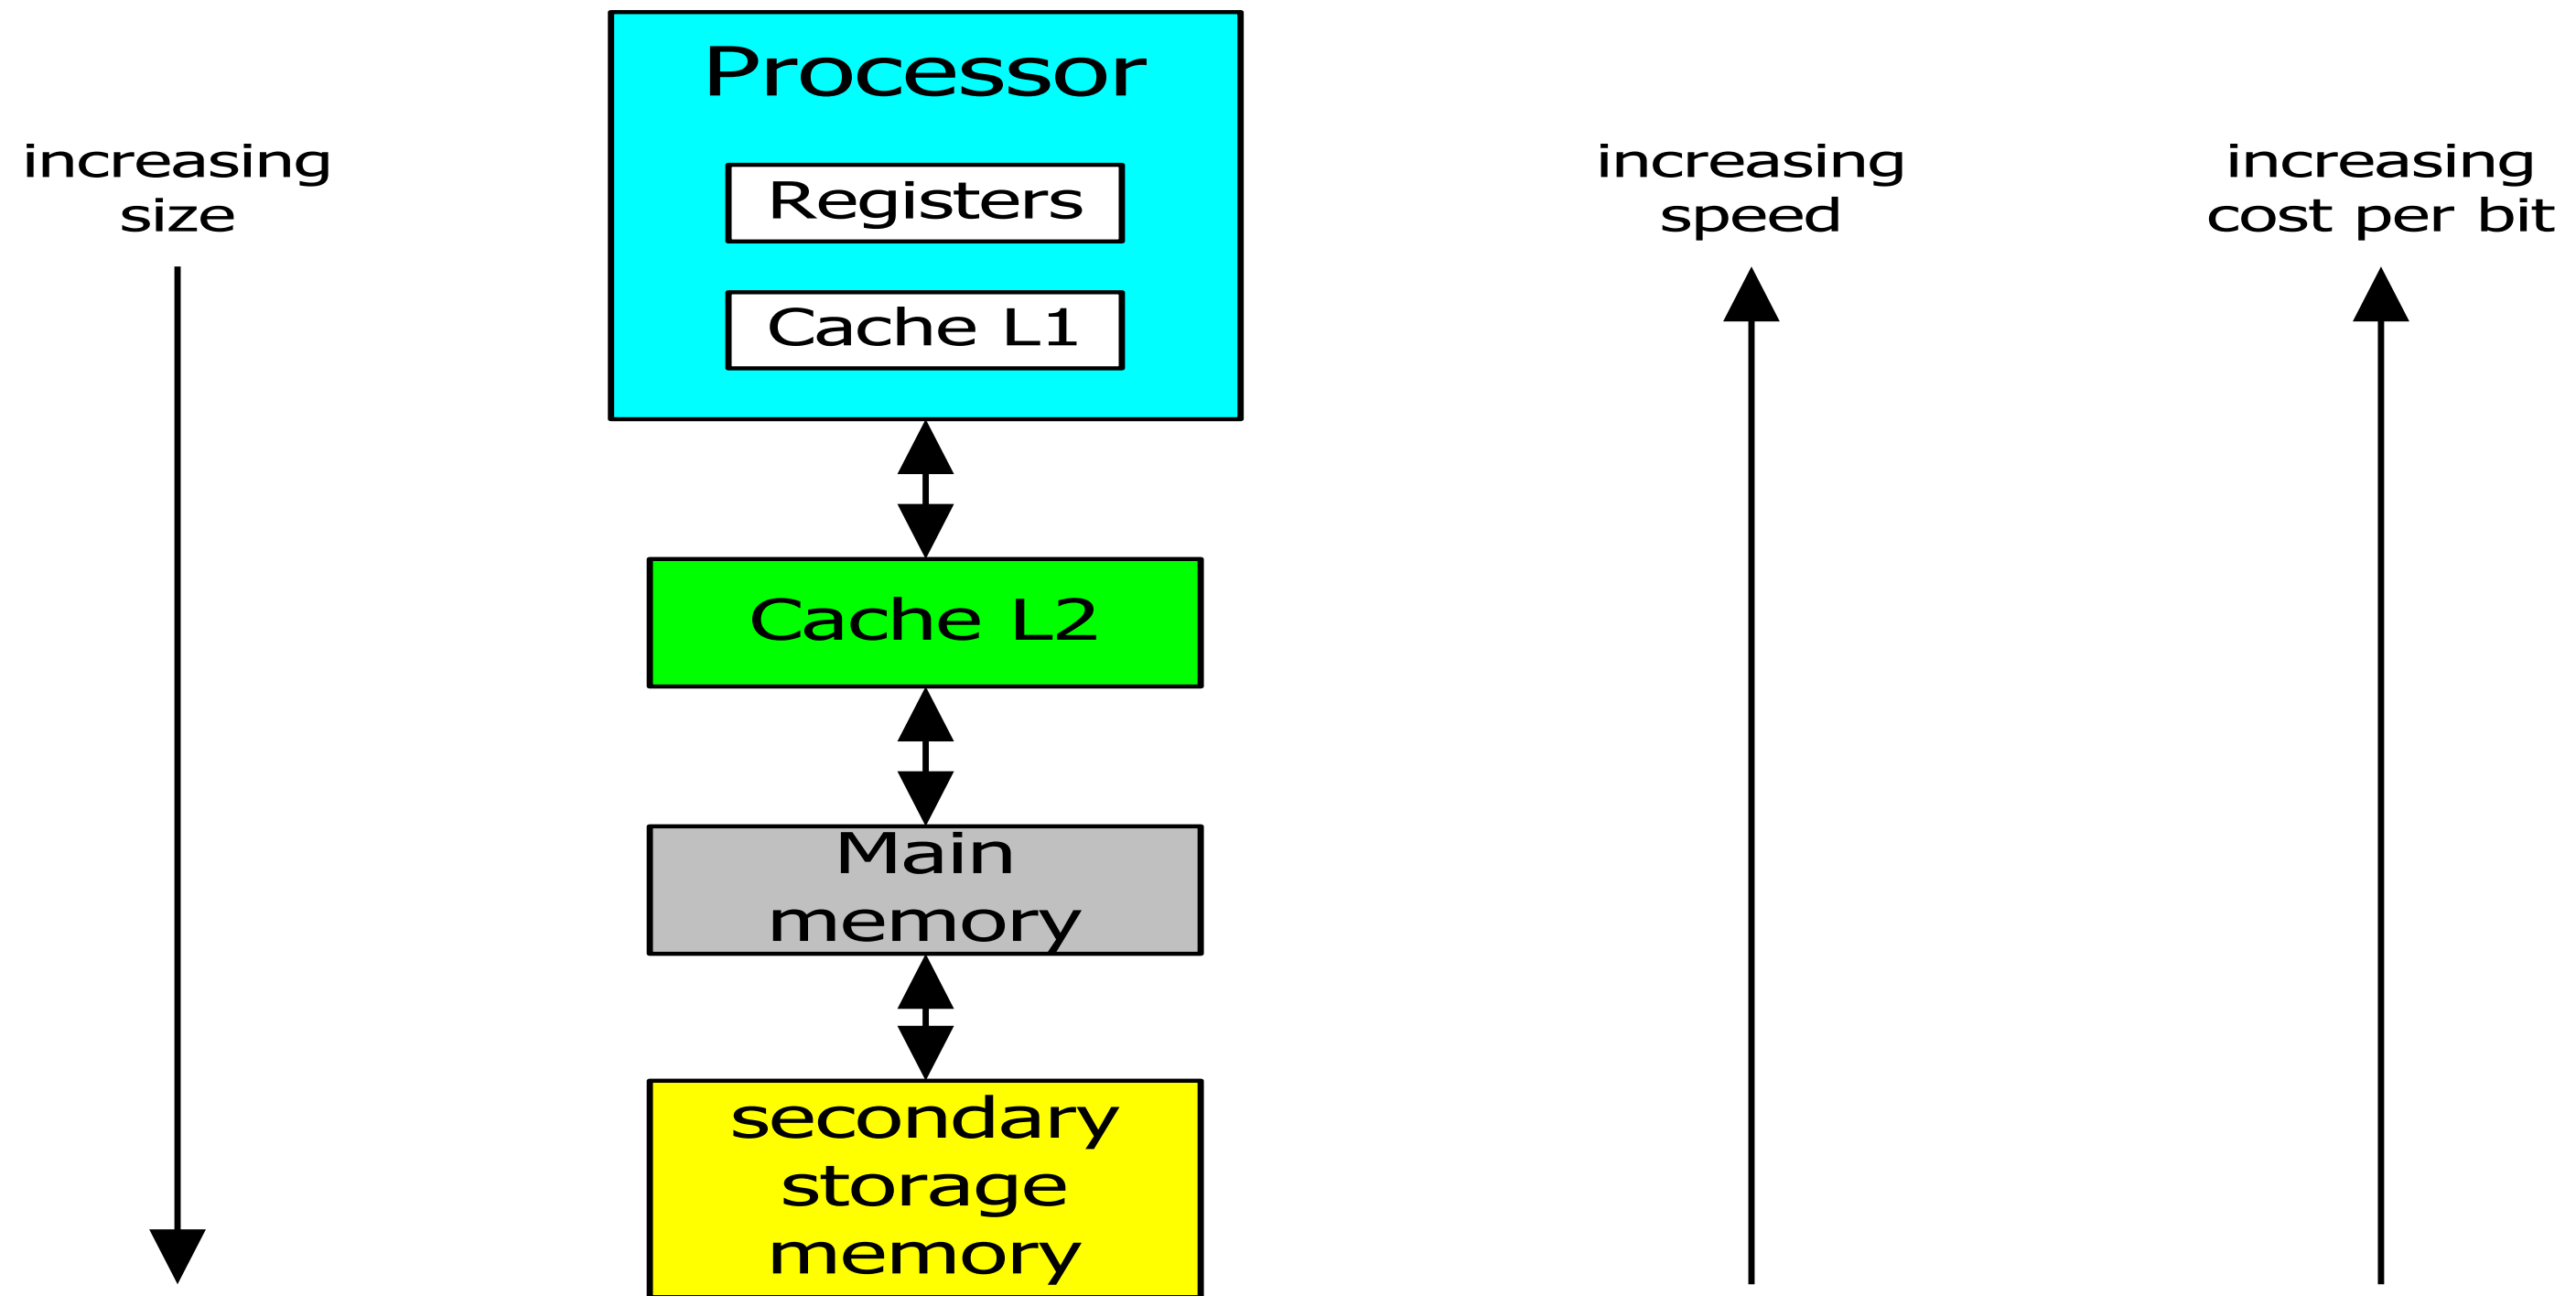 Processor
increasing
size
Registers
Cache L1
increasing
speed
increasing
cost per bit
Cache L2
Main
memory
secondary
storage
memory